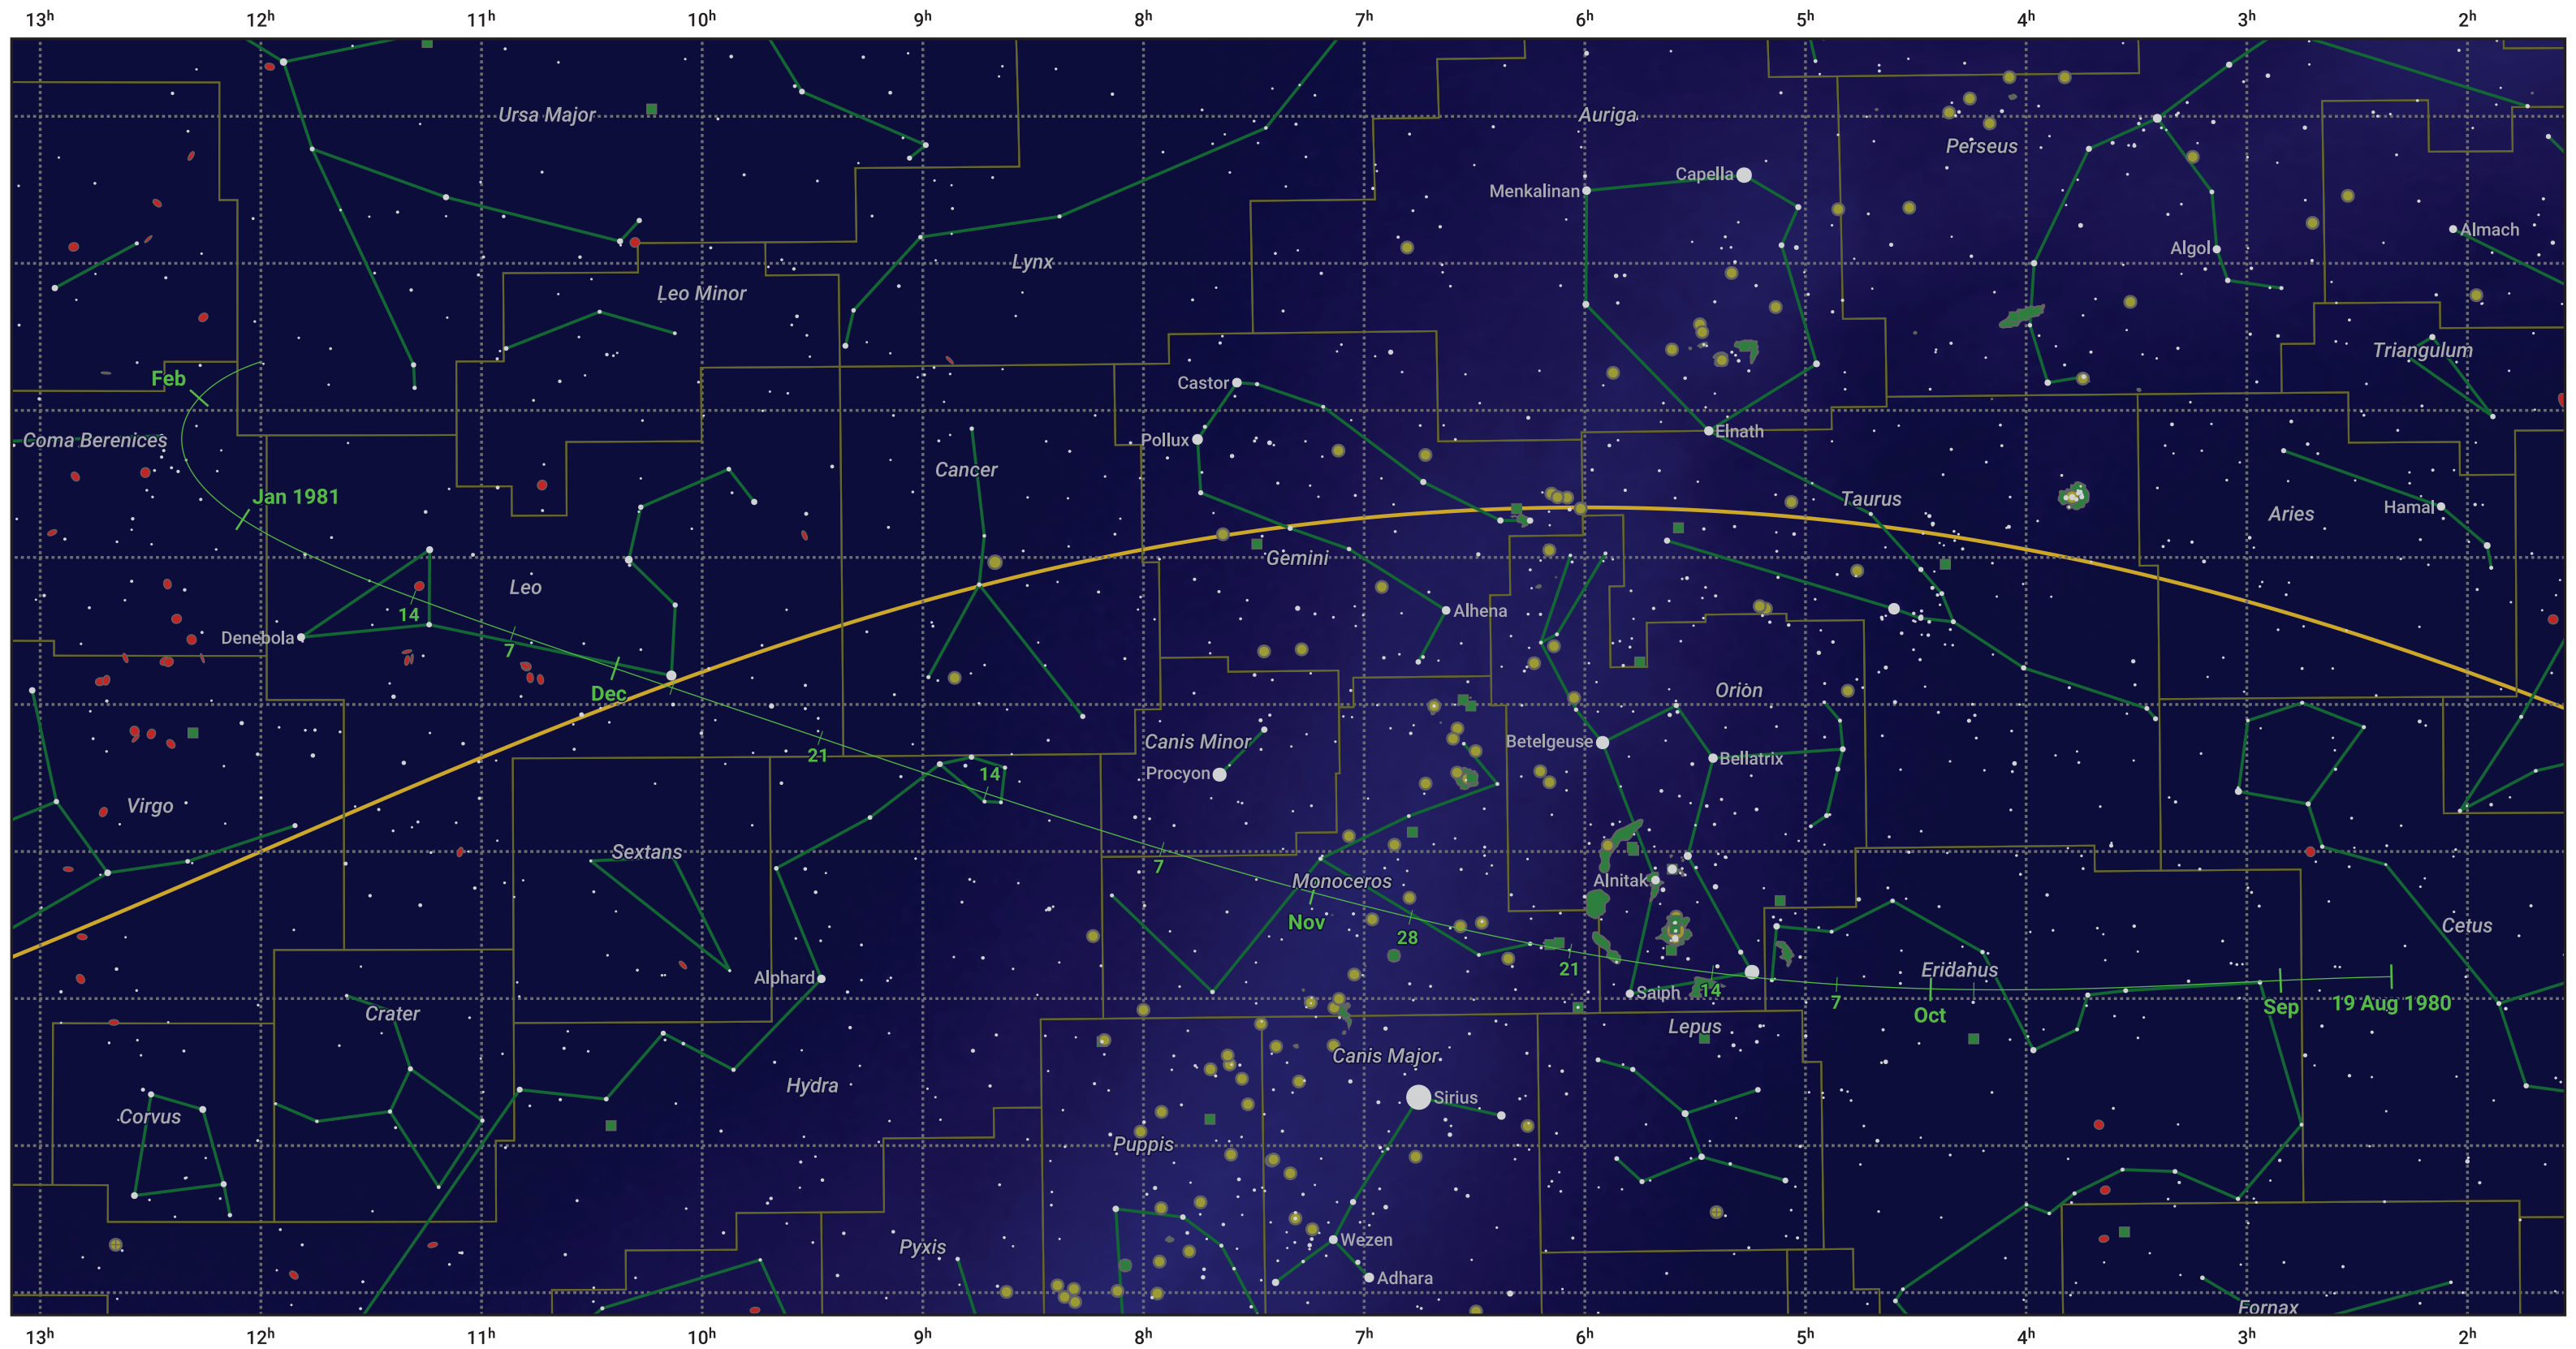 13h 12h 11h 10h 9h 8h 7h 6h 5h 4h 3h 2h
Ursa Major
Auriga
Perseus
Capella
Menkalinan
Almach
Algol
Lynx
Leo Minor
Triangulum
Feb
Castor
Elnath
Coma Berenices
Pollux
Cancer
Jan 1981
Taurus
Hamal
Aries
Gemini
Leo
14
Alhena
Denebola
7
Dec
Orion
Canis Minor
Betelgeuse
21
Bellatrix
14
Procyon
Virgo
Sextans
7
Monoceros
Alnitak
Nov
28
Cetus
21
Eridanus
Alphard
14
Saiph
7
Oct
Sep
19 Aug 1980
Crater
Lepus
Canis Major
Hydra
Sirius
Corvus
Puppis
Wezen
Pyxis
Adhara
Fornax
13h 12h 11h 10h 9h 8h 7h 6h 5h 4h 3h 2h